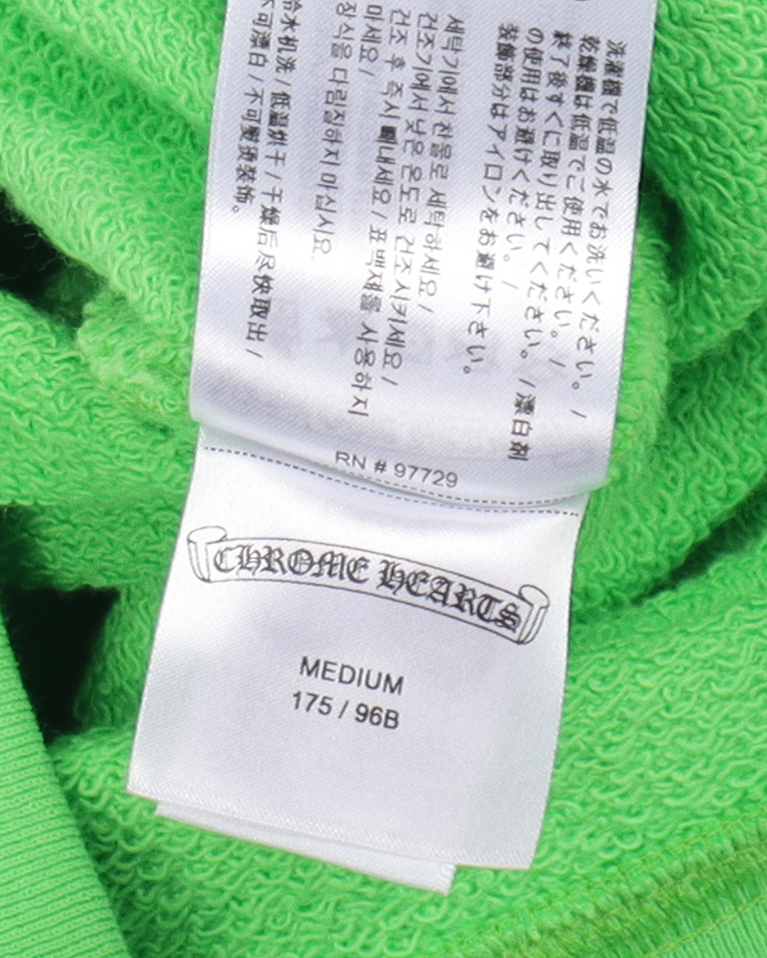 洗濯機で低温の水でお洗いください。/
乾燥機は低温でご使用ください。/
終了後すぐに取り出してください。/漂白剤
の使用はお避けください。/
装飾部分はアイロンをお避け下さい。
세탁기에서 찬물로 세탁하세요 /
건조기에서 낮은 온도로 건조시키세요 /
건조 후 즉시 빼내세요 / 표백제를 사용하지
마세요 /
장식을 다림질하지 마십시요.
冷水机洗 / 低温烘干 / 干燥后尽快取出 /
不可漂白 / 不可熨烫装饰。
RN # 97729
CHROME HEARTS
MEDIUM
175 / 96B